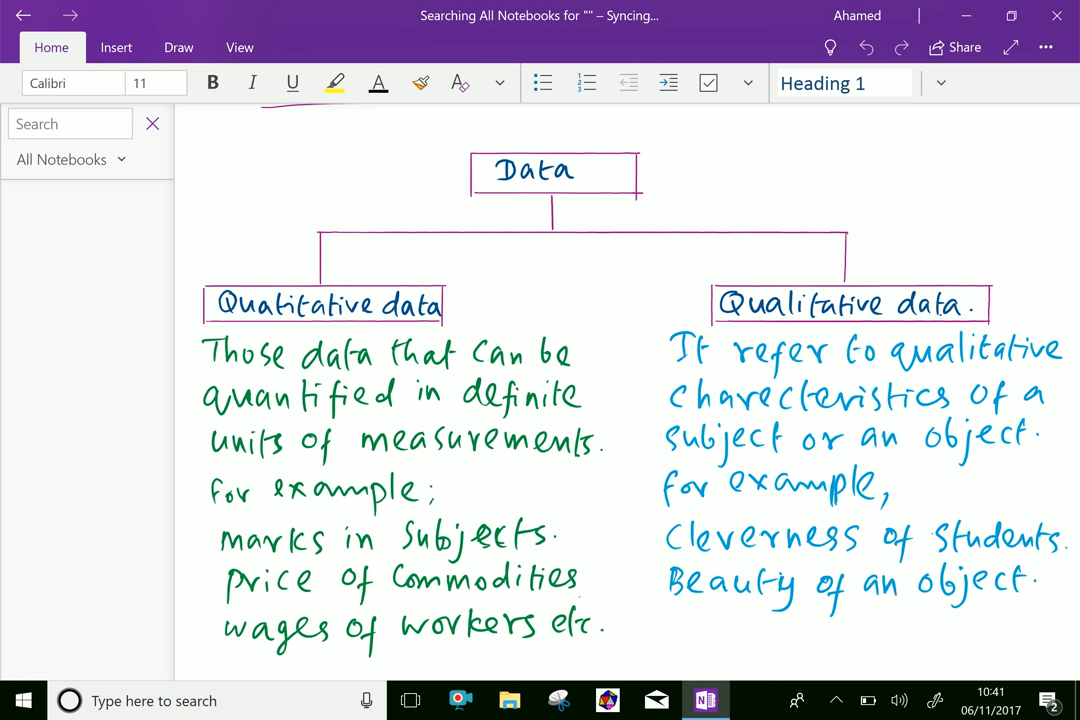 Searching All Notebooks for "" – Syncing...
Ahamed
Home Insert Draw View
Share
Calibri 11 B I U A A Heading 1
Search
All Notebooks
Data
Quatitative data
Those data that can be
quantified in definite
units of measurements.
for example;
marks in Subjects.
price of Commodities
wages of workers etc.
Qualitative data.
It refer to qualitative
charecteristics of a
subject or an object.
for example,
Cleverness of students.
Beauty of an object.
Type here to search
10:41
06/11/2017
2